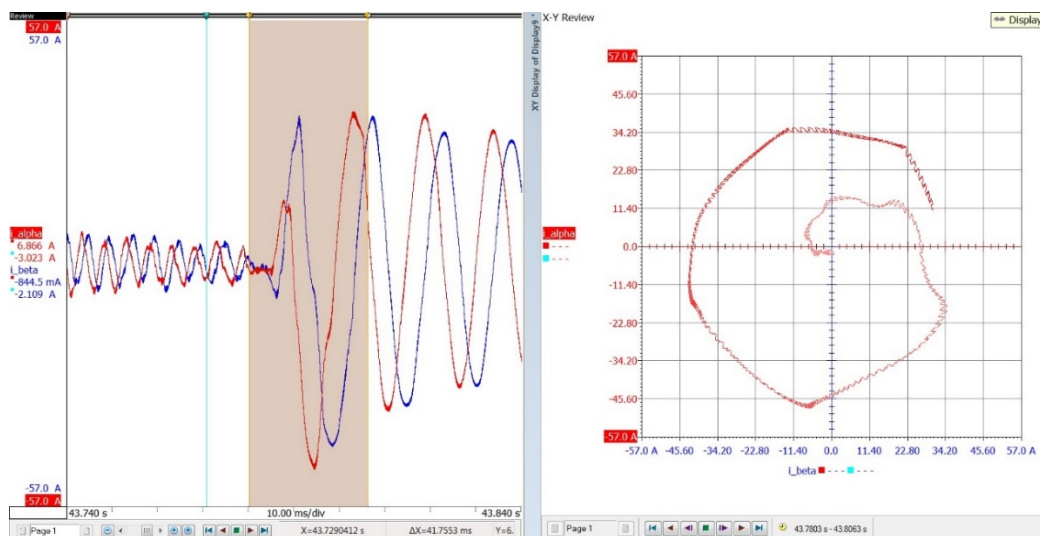 Review
57.0 A
57.0 A
i_alpha
6.866 A
-3.023 A
i_beta
-844.5 mA
-2.109 A
-57.0 A
-57.0 A
43.740 s
10.00 ms/div
43.840 s
Page 1
X=43.7290412 s
ΔX=41.7553 ms
Y=6.
XY Display of Display9 *
X-Y Review
Display
57.0 A
45.60
34.20
22.80
11.40
i_alpha
0.0
- - -
- - -
-11.40
-22.80
-34.20
-45.60
-57.0 A
-57.0 A
-45.60
-34.20
-22.80
-11.40
0.0
11.40
22.80
34.20
45.60
57.0 A
i_beta
- - -
- - -
Page 1
43.7803 s - 43.8063 s